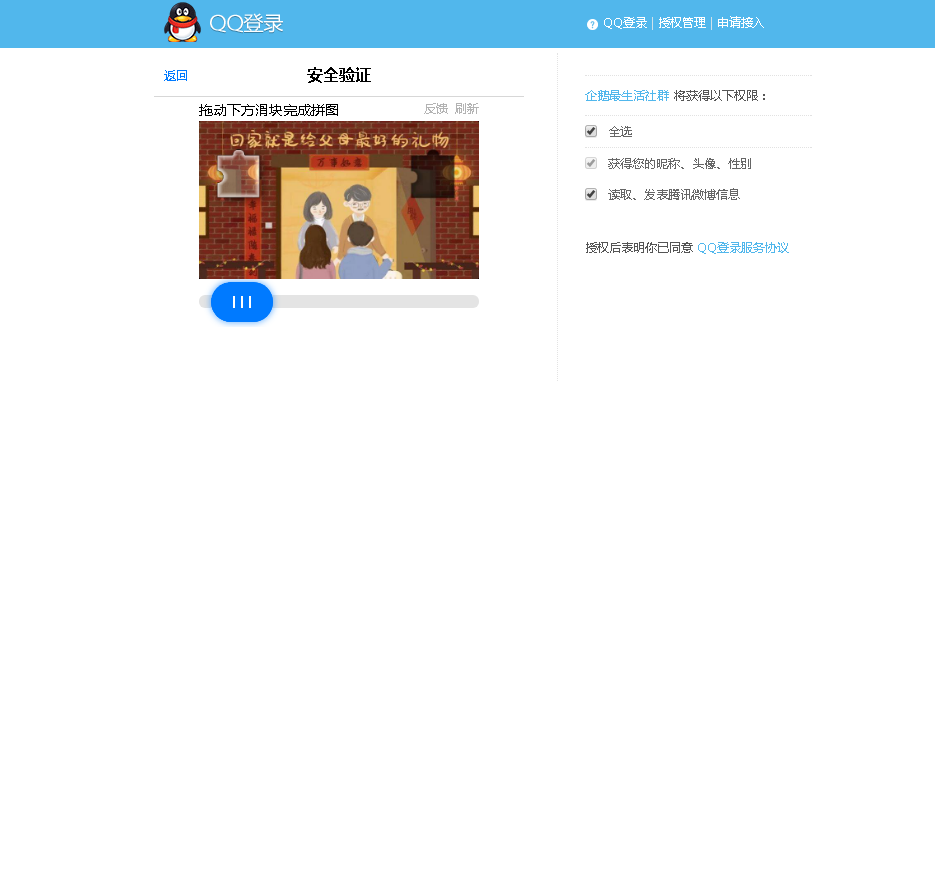 QQ登录
QQ登录 | 授权管理 | 申请接入
返回
安全验证
拖动下方滑块完成拼图
反馈 刷新
回家就是给父母最好的礼物
万事如意
企鹅最生活社群 将获得以下权限：
全选
获得您的昵称、头像、性别
读取、发表腾讯微博信息
授权后表明你已同意 QQ登录服务协议